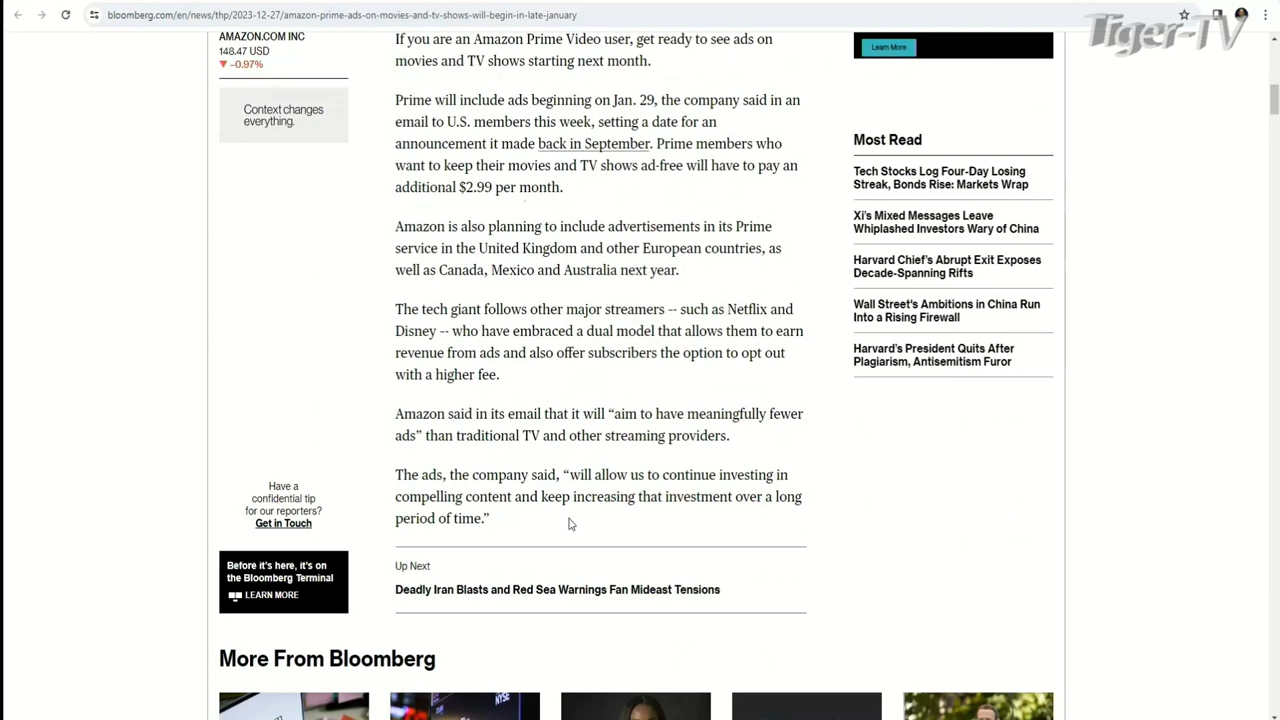 bloomberg.com/en/news/thp/2023-12-27/amazon-prime-ads-on-movies-and-tv-shows-will-begin-in-late-january
Tiger-TV
AMAZON.COM INC
148.47 USD
▼ −0.97%
Context changes
everything.
If you are an Amazon Prime Video user, get ready to see ads on
movies and TV shows starting next month.
Prime will include ads beginning on Jan. 29, the company said in an
email to U.S. members this week, setting a date for an
announcement it made back in September. Prime members who
want to keep their movies and TV shows ad-free will have to pay an
additional $2.99 per month.
Amazon is also planning to include advertisements in its Prime
service in the United Kingdom and other European countries, as
well as Canada, Mexico and Australia next year.
The tech giant follows other major streamers -- such as Netflix and
Disney -- who have embraced a dual model that allows them to earn
revenue from ads and also offer subscribers the option to opt out
with a higher fee.
Amazon said in its email that it will “aim to have meaningfully fewer
ads” than traditional TV and other streaming providers.
The ads, the company said, “will allow us to continue investing in
compelling content and keep increasing that investment over a long
period of time.”
Have a
confidential tip
for our reporters?
Get in Touch
Before it's here, it's on
the Bloomberg Terminal
LEARN MORE
Up Next
Deadly Iran Blasts and Red Sea Warnings Fan Mideast Tensions
Learn More
Most Read
Tech Stocks Log Four-Day Losing
Streak, Bonds Rise: Markets Wrap
Xi's Mixed Messages Leave
Whiplashed Investors Wary of China
Harvard Chief's Abrupt Exit Exposes
Decade-Spanning Rifts
Wall Street's Ambitions in China Run
Into a Rising Firewall
Harvard's President Quits After
Plagiarism, Antisemitism Furor
More From Bloomberg
NYSE